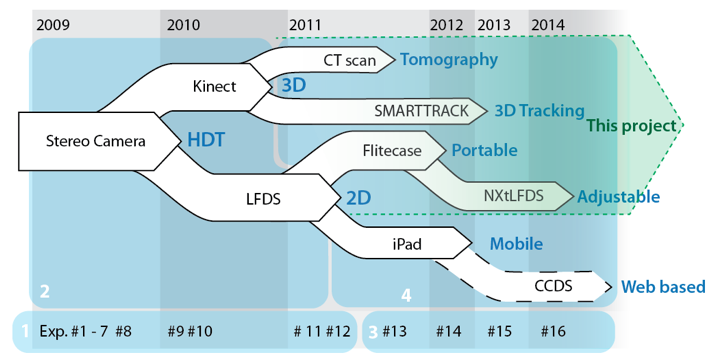 2009 2010 2011 2012 2013 2014
CT scan Tomography
Kinect 3D
SMARTTRACK 3D Tracking
This project
Stereo Camera HDT
Flitecase Portable
LFDS 2D
NXtLFDS Adjustable
iPad Mobile
CCDS Web based
2 4
1 Exp. #1 - 7 #8 #9 #10 # 11 #12 3 #13 #14 #15 #16